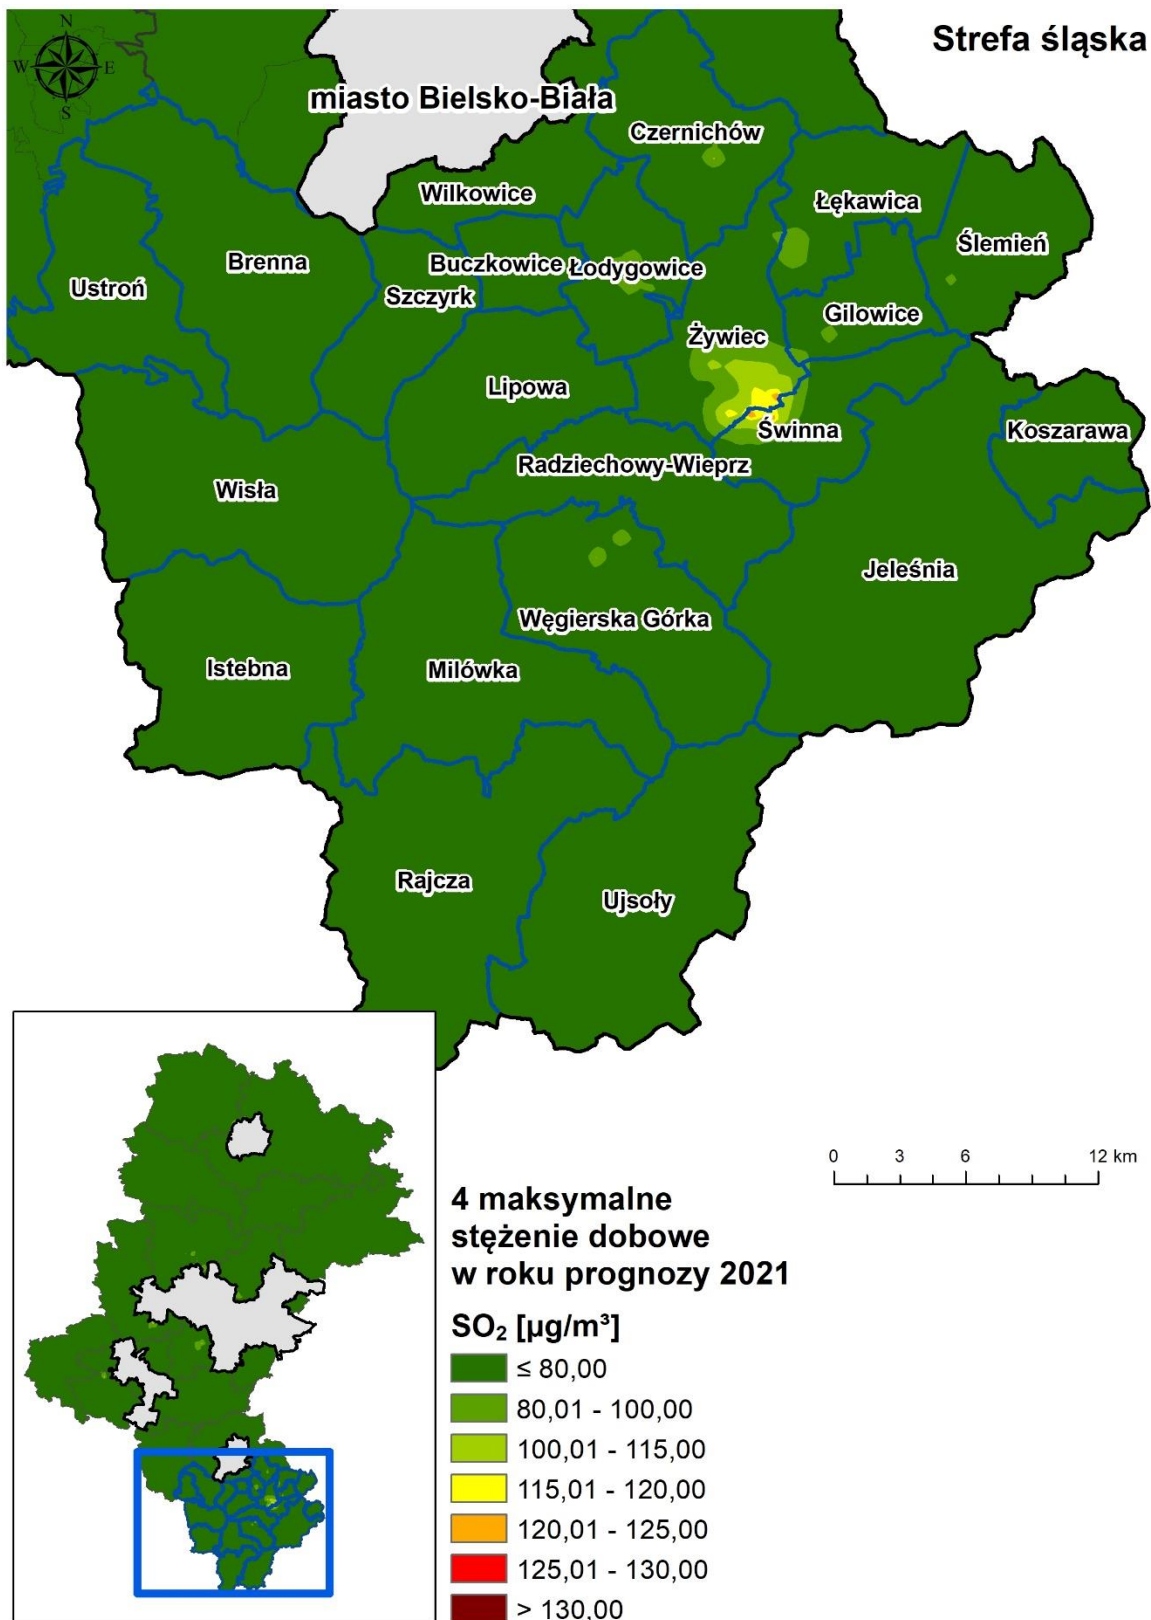 Strefa śląska
N
W E
S
miasto Bielsko-Biała
Czernichów
Wilkowice
Łękawica
Ślemień
Brenna
Buczkowice
Łodygowice
Ustroń
Szczyrk
Gilowice
Żywiec
Lipowa
Świnna
Koszarawa
Radziechowy-Wieprz
Wisła
Jeleśnia
Węgierska Górka
Istebna
Milówka
Rajcza
Ujsoły
0 3 6 12 km
4 maksymalne
stężenie dobowe
w roku prognozy 2021
SO₂ [µg/m³]
≤ 80,00
80,01 - 100,00
100,01 - 115,00
115,01 - 120,00
120,01 - 125,00
125,01 - 130,00
> 130,00